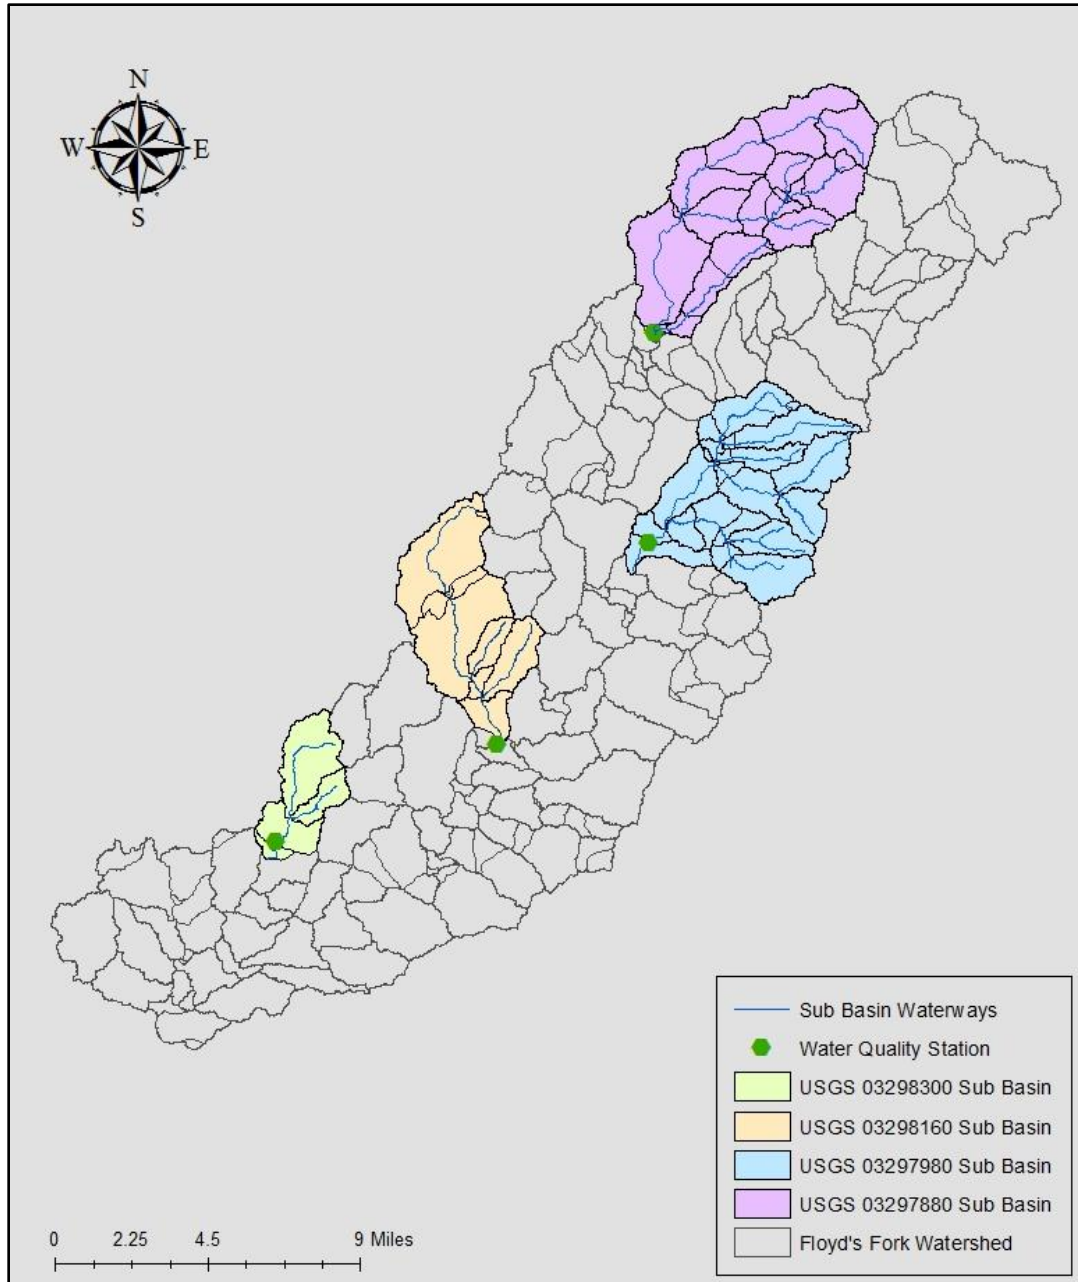 N
W E
S
Sub Basin Waterways
Water Quality Station
USGS 03298300 Sub Basin
USGS 03298160 Sub Basin
USGS 03297980 Sub Basin
USGS 03297880 Sub Basin
Floyd's Fork Watershed
0 2.25 4.5 9 Miles